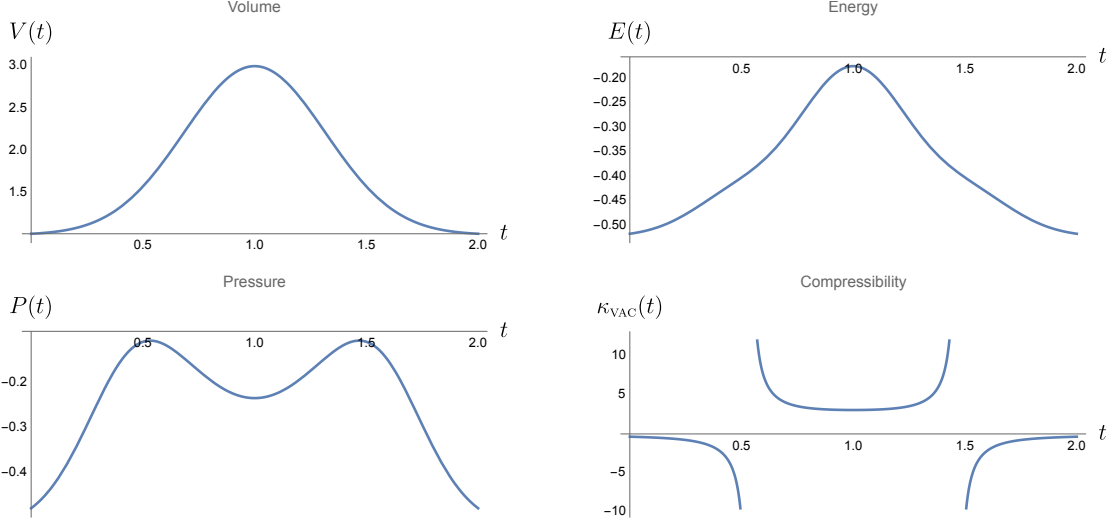 Volume
V(t)
3.0
2.5
2.0
1.5
0.5 1.0 1.5 2.0 t
Energy
E(t)
0.5 1.0 1.5 2.0 t
−0.20
−0.25
−0.30
−0.35
−0.40
−0.45
−0.50
Pressure
P(t)
0.5 1.0 1.5 2.0 t
−0.2
−0.3
−0.4
Compressibility
κVAC(t)
10
5
0.5 1.0 1.5 2.0 t
−5
−10